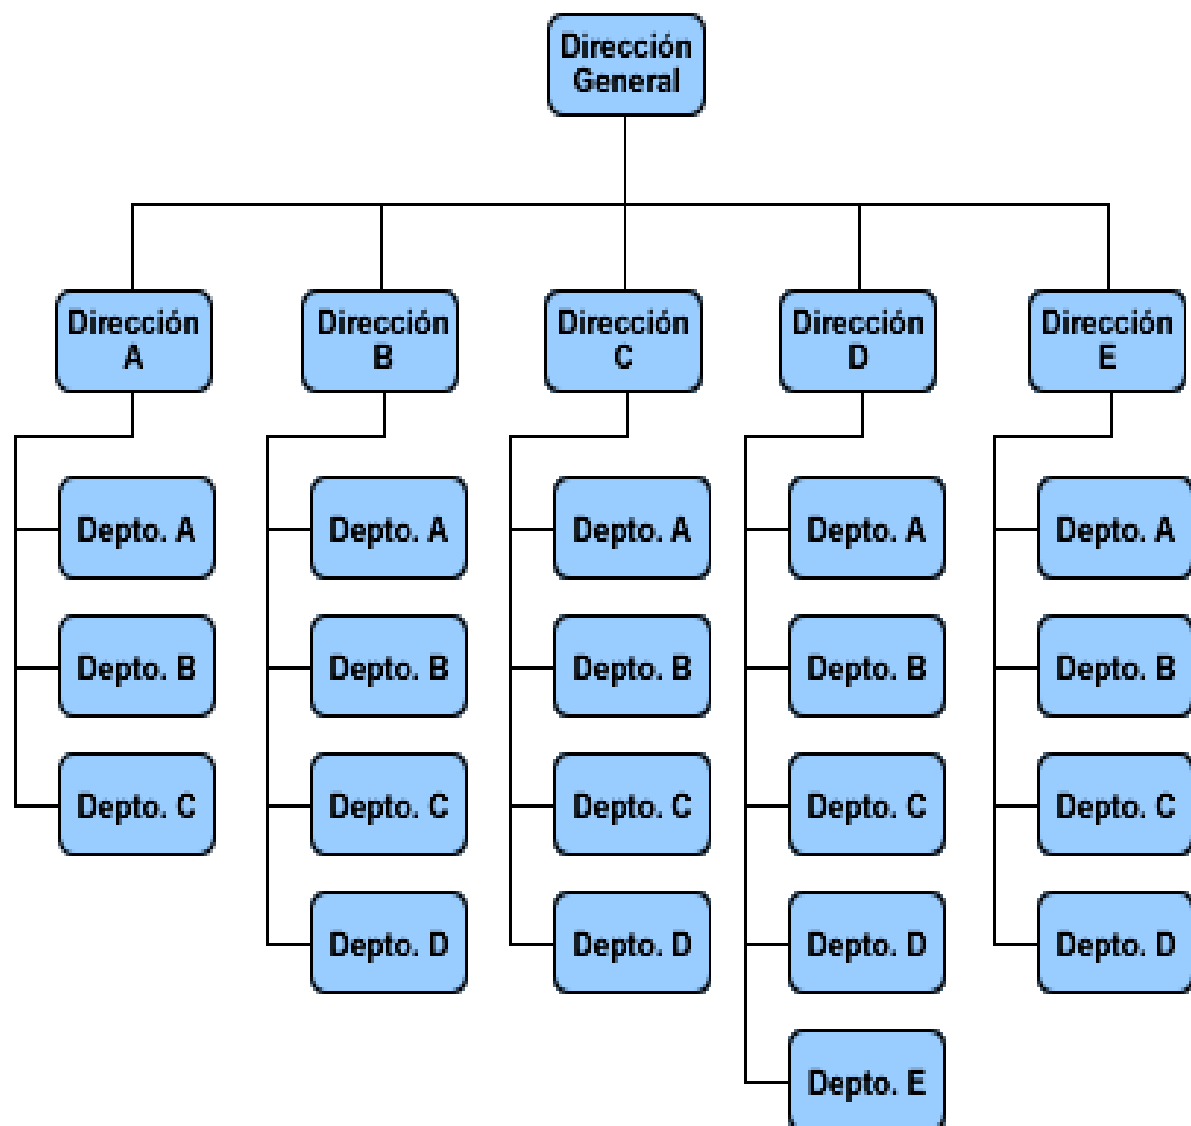 Dirección
General
Dirección
A
Dirección
B
Dirección
C
Dirección
D
Dirección
E
Depto. A
Depto. B
Depto. C
Depto. A
Depto. B
Depto. C
Depto. D
Depto. A
Depto. B
Depto. C
Depto. D
Depto. A
Depto. B
Depto. C
Depto. D
Depto. E
Depto. A
Depto. B
Depto. C
Depto. D